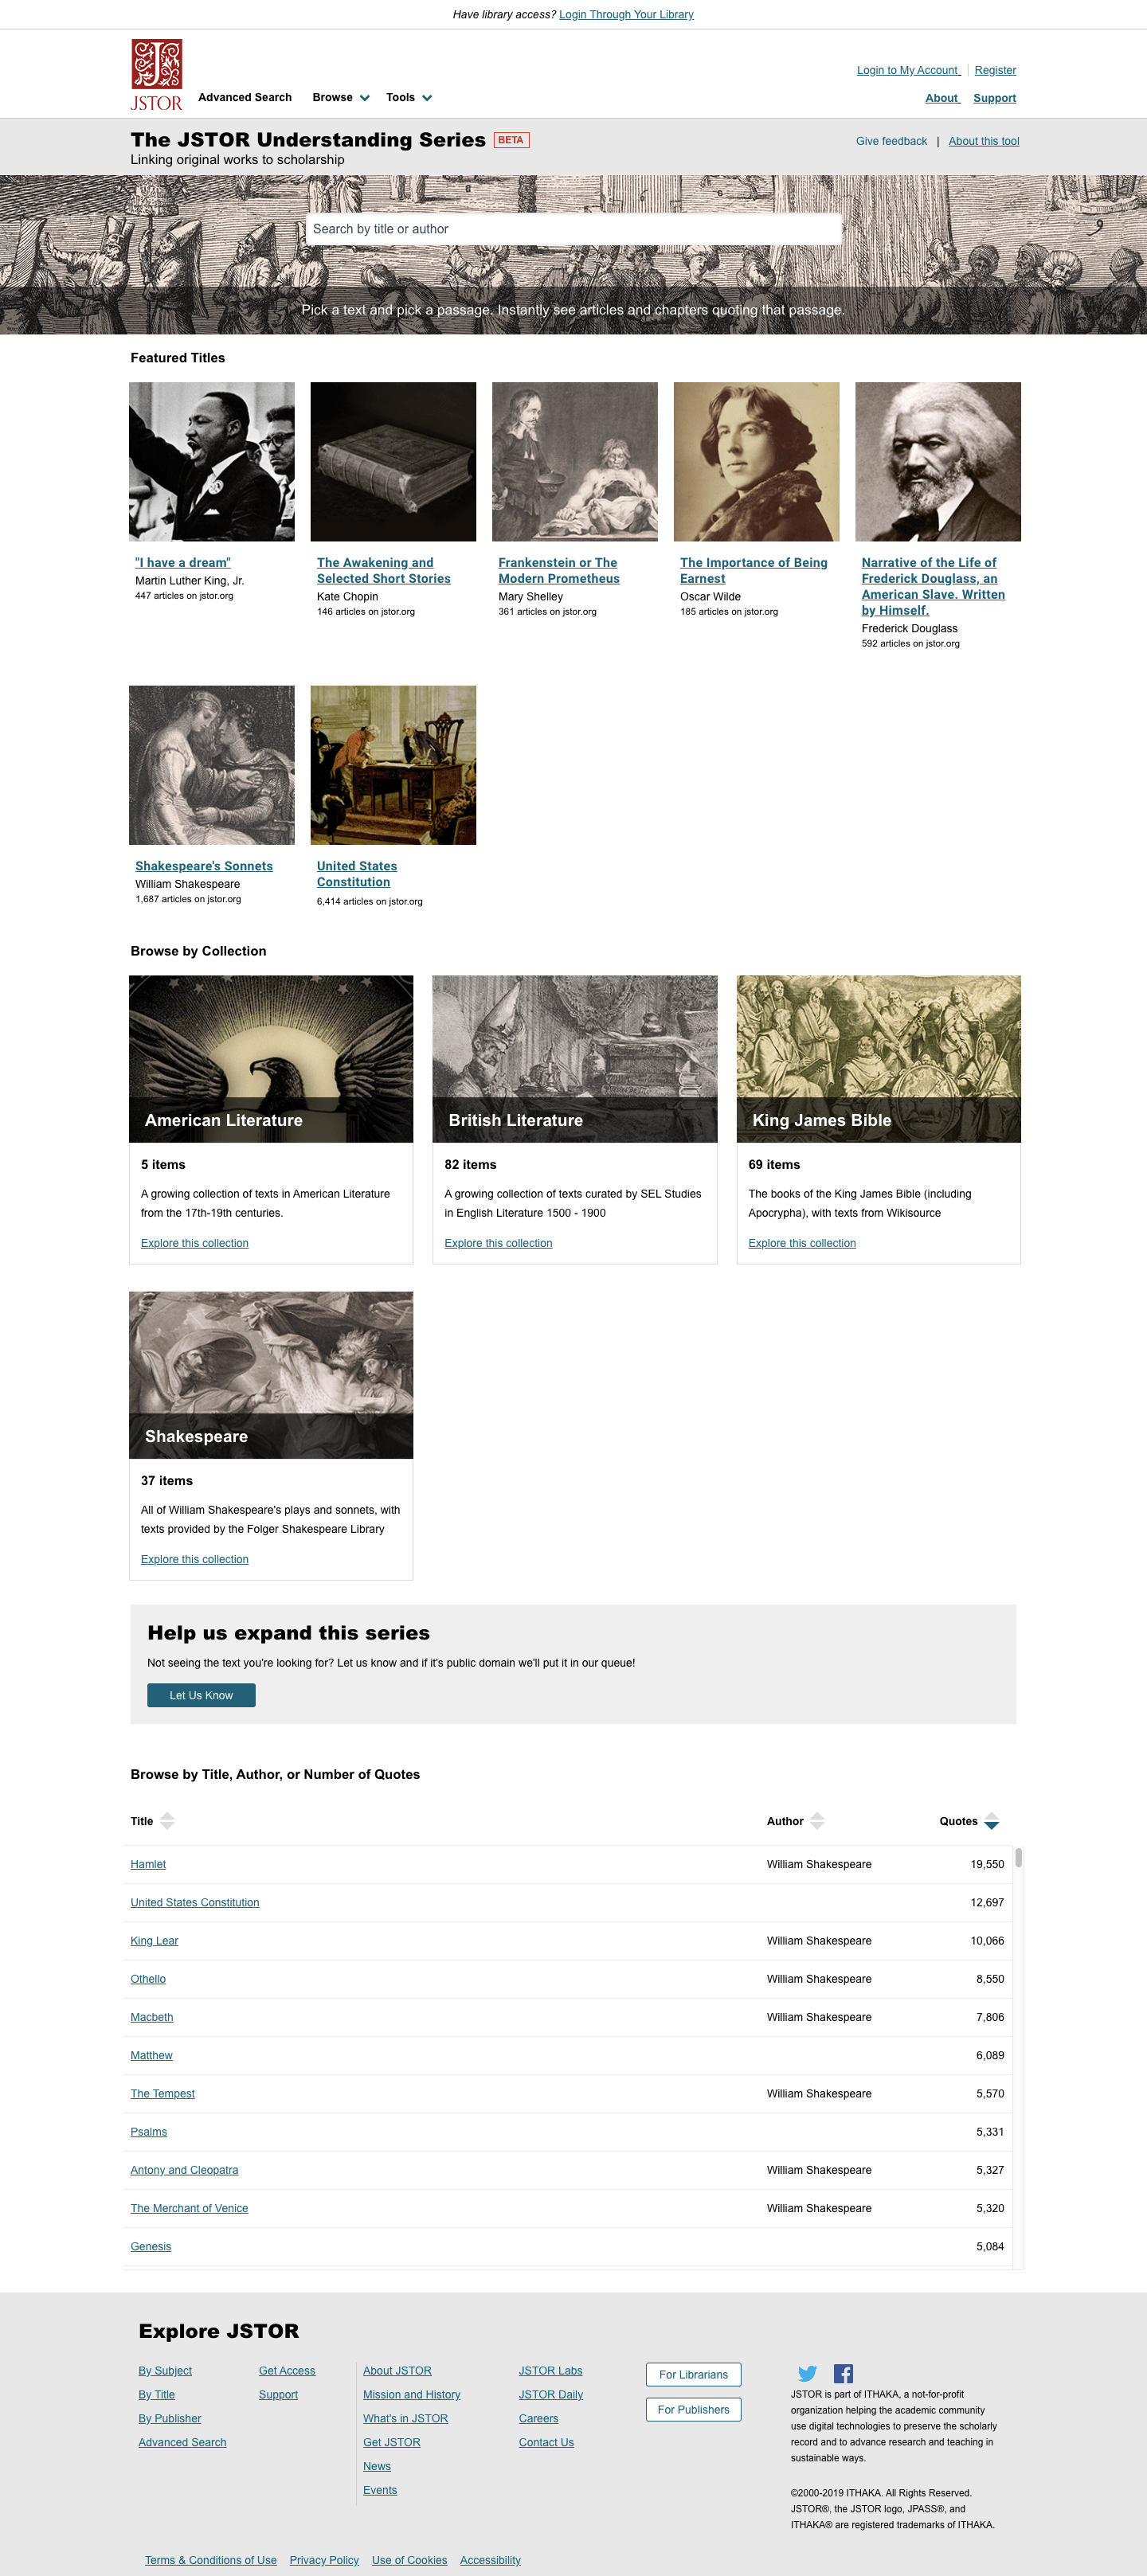 Have library access? Login Through Your Library
JSTOR
Advanced Search
Browse
Tools
Login to My Account
Register
About
Support
The JSTOR Understanding Series BETA
Linking original works to scholarship
Give feedback | About this tool
Search by title or author
Pick a text and pick a passage. Instantly see articles and chapters quoting that passage.
Featured Titles
"I have a dream"
Martin Luther King, Jr.
447 articles on jstor.org
The Awakening and
Selected Short Stories
Kate Chopin
146 articles on jstor.org
Frankenstein or The
Modern Prometheus
Mary Shelley
361 articles on jstor.org
The Importance of Being
Earnest
Oscar Wilde
185 articles on jstor.org
Narrative of the Life of
Frederick Douglass, an
American Slave. Written
by Himself.
Frederick Douglass
592 articles on jstor.org
Shakespeare's Sonnets
William Shakespeare
1,687 articles on jstor.org
United States
Constitution
6,414 articles on jstor.org
Browse by Collection
American Literature
5 items
A growing collection of texts in American Literature
from the 17th-19th centuries.
Explore this collection
British Literature
82 items
A growing collection of texts curated by SEL Studies
in English Literature 1500 - 1900
Explore this collection
King James Bible
69 items
The books of the King James Bible (including
Apocrypha), with texts from Wikisource
Explore this collection
Shakespeare
37 items
All of William Shakespeare's plays and sonnets, with
texts provided by the Folger Shakespeare Library
Explore this collection
Help us expand this series
Not seeing the text you're looking for? Let us know and if it's public domain we'll put it in our queue!
Let Us Know
Browse by Title, Author, or Number of Quotes
Title Author Quotes
Hamlet William Shakespeare 19,550
United States Constitution 12,697
King Lear William Shakespeare 10,066
Othello William Shakespeare 8,550
Macbeth William Shakespeare 7,806
Matthew 6,089
The Tempest William Shakespeare 5,570
Psalms 5,331
Antony and Cleopatra William Shakespeare 5,327
The Merchant of Venice William Shakespeare 5,320
Genesis 5,084
Explore JSTOR
By Subject
By Title
By Publisher
Advanced Search
Get Access
Support
About JSTOR
Mission and History
What's in JSTOR
Get JSTOR
News
Events
JSTOR Labs
JSTOR Daily
Careers
Contact Us
For Librarians
For Publishers
JSTOR is part of ITHAKA, a not-for-profit
organization helping the academic community
use digital technologies to preserve the scholarly
record and to advance research and teaching in
sustainable ways.
©2000-2019 ITHAKA. All Rights Reserved.
JSTOR®, the JSTOR logo, JPASS®, and
ITHAKA® are registered trademarks of ITHAKA.
Terms & Conditions of Use
Privacy Policy
Use of Cookies
Accessibility